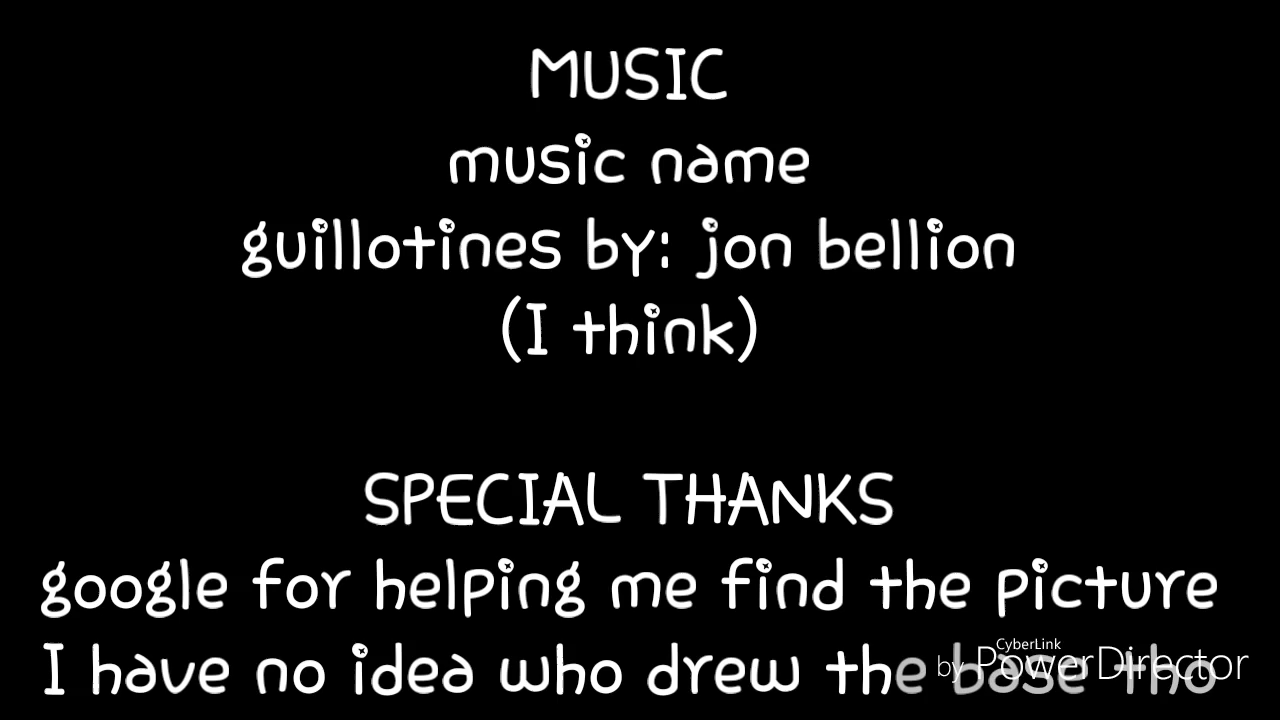 MUSIC
music name
guillotines by: jon bellion
(I think)
SPECIAL THANKS
google for helping me find the picture
I have no idea who drew the base tho
CyberLink
by PowerDirector